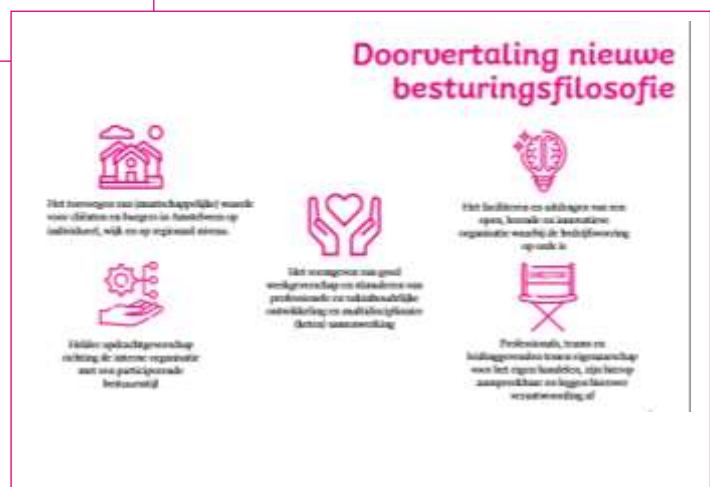 Doorvertaling nieuwe
besturingsfilosofie
Het toevoegen van (maatschappelijke) waarde
voor cliënten en burgers in Amstelveen op
individueel, wijk en op regionaal niveau.
Het vormgeven van goed
werkgeverschap en stimuleren van
professionele en vakinhoudelijke
ontwikkeling en multidisciplinaire
(keten) samenwerking
Het faciliteren en uitdragen van een
open, lerende en innovatieve
organisatie waarbij de bedrijfsvoering
op orde is
Helder opdrachtgeverschap
richting de interne organisatie
met een participerende
bestuursstijl
Professionals, teams en
leidinggevenden tonen eigenaarschap
voor het eigen handelen, zijn hierop
aanspreekbaar en leggen hierover
verantwoording af